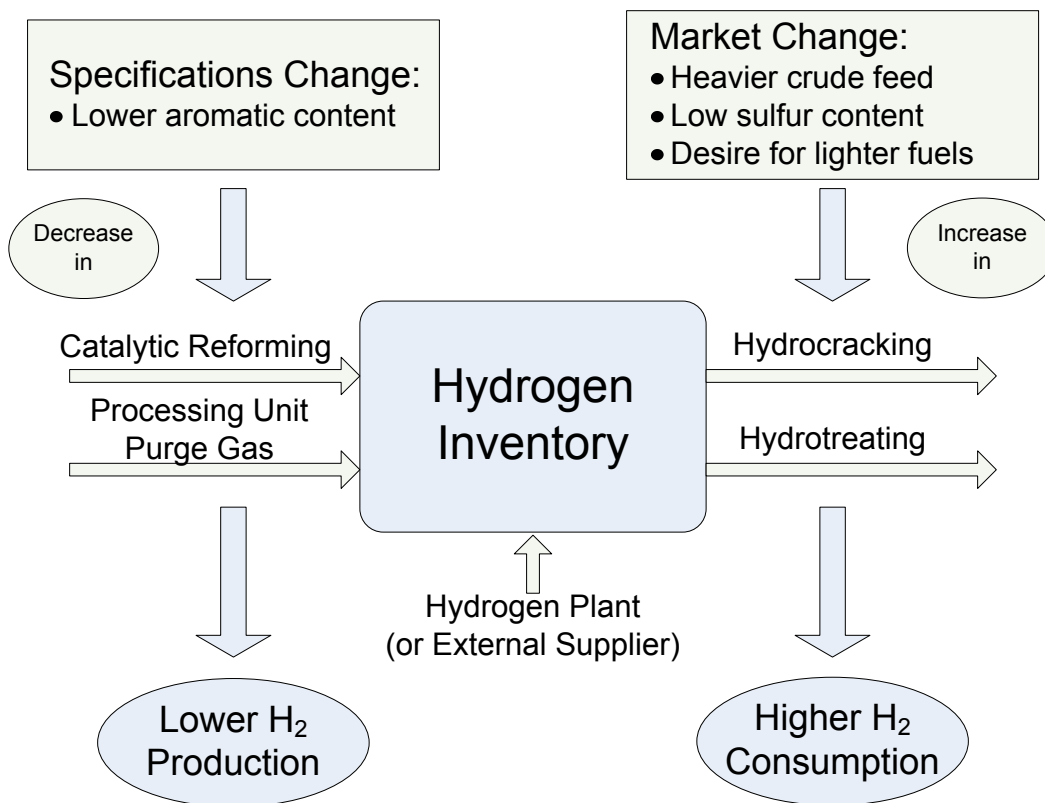 Specifications Change:
• Lower aromatic content
Market Change:
• Heavier crude feed
• Low sulfur content
• Desire for lighter fuels
Decrease
in
Increase
in
Catalytic Reforming
Processing Unit
Purge Gas
Hydrogen
Inventory
Hydrocracking
Hydrotreating
Hydrogen Plant
(or External Supplier)
Lower H₂
Production
Higher H₂
Consumption